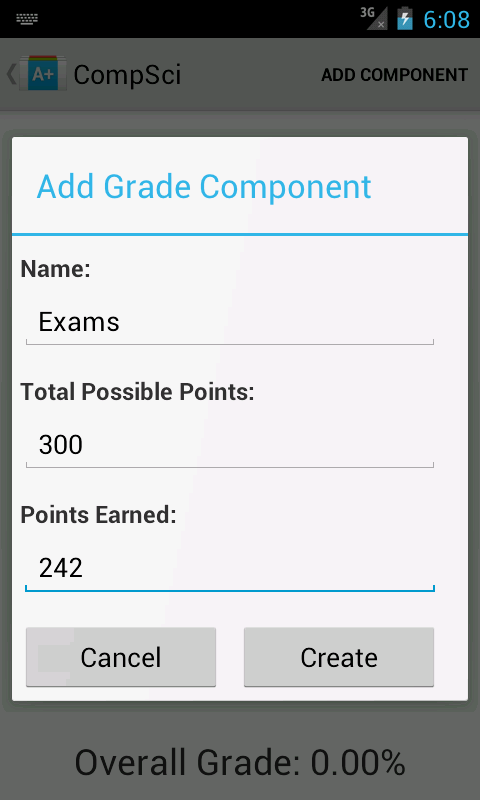 3G 6:08
A+ CompSci ADD COMPONENT
Add Grade Component
Name:
Exams
Total Possible Points:
300
Points Earned:
242
Cancel Create
Overall Grade: 0.00%